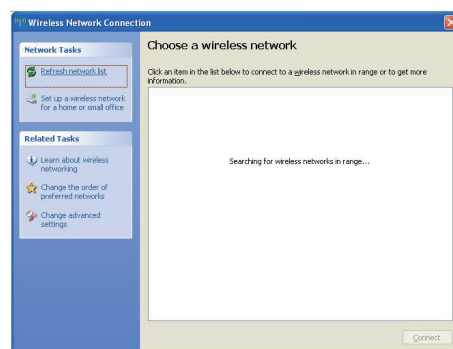 Wireless Network Connection
Network Tasks
Refresh network list
Set up a wireless network
for a home or small office
Related Tasks
Learn about wireless
networking
Change the order of
preferred networks
Change advanced
settings
Choose a wireless network
Click an item in the list below to connect to a wireless network in range or to get more
information.
Searching for wireless networks in range...
Connect